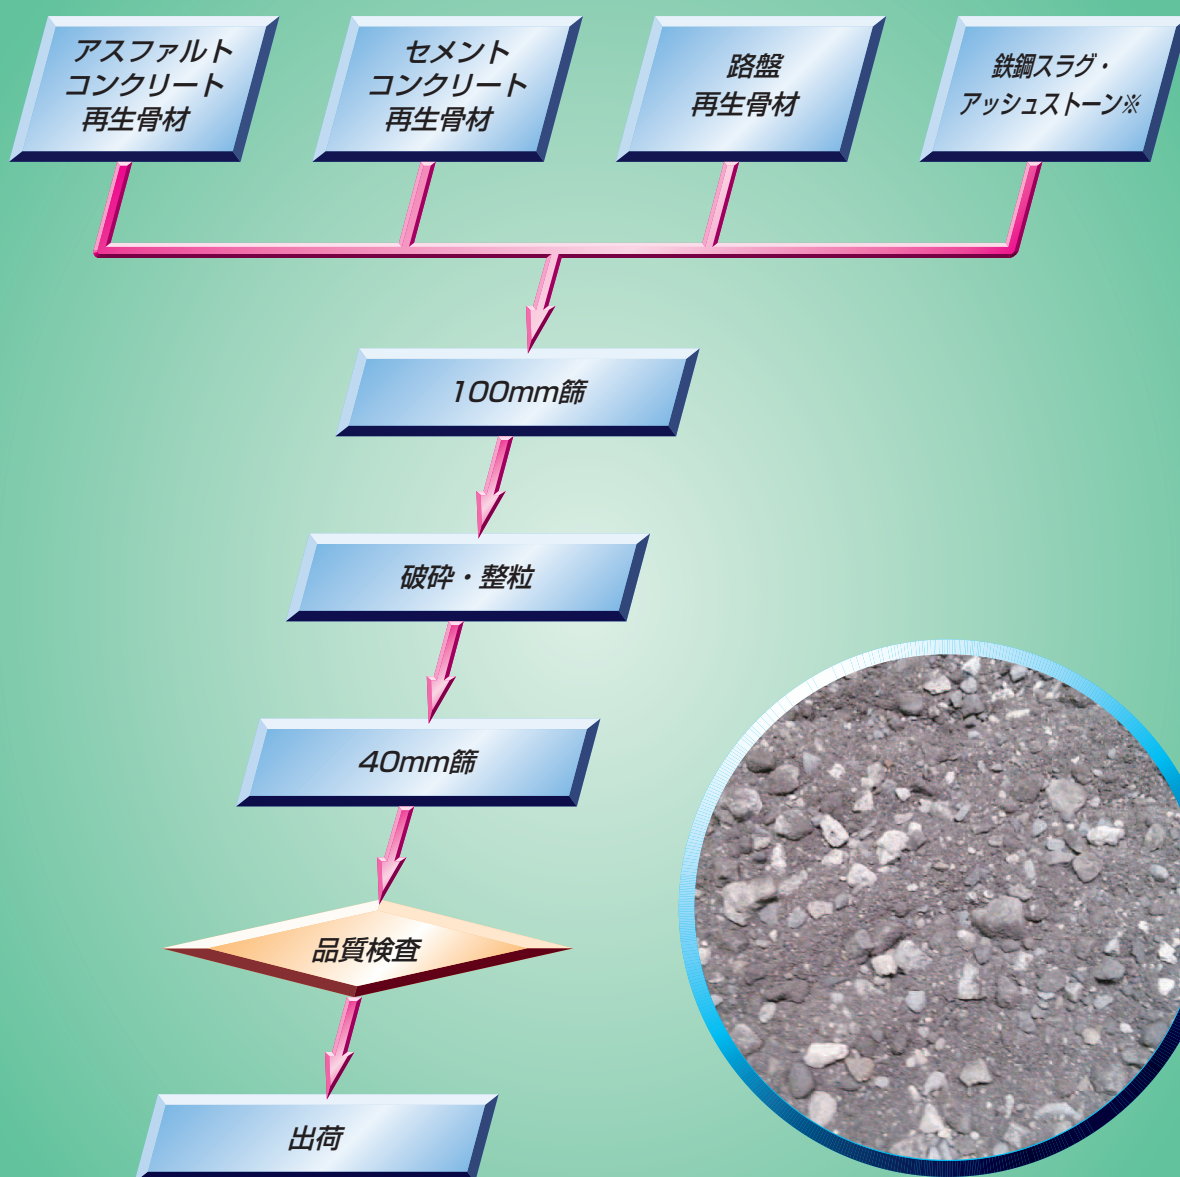 アスファルト
コンクリート
再生骨材
セメント
コンクリート
再生骨材
路盤
再生骨材
鉄鋼スラグ・
アッシュストーン※
100mm篩
破砕・整粒
40mm篩
品質検査
出荷